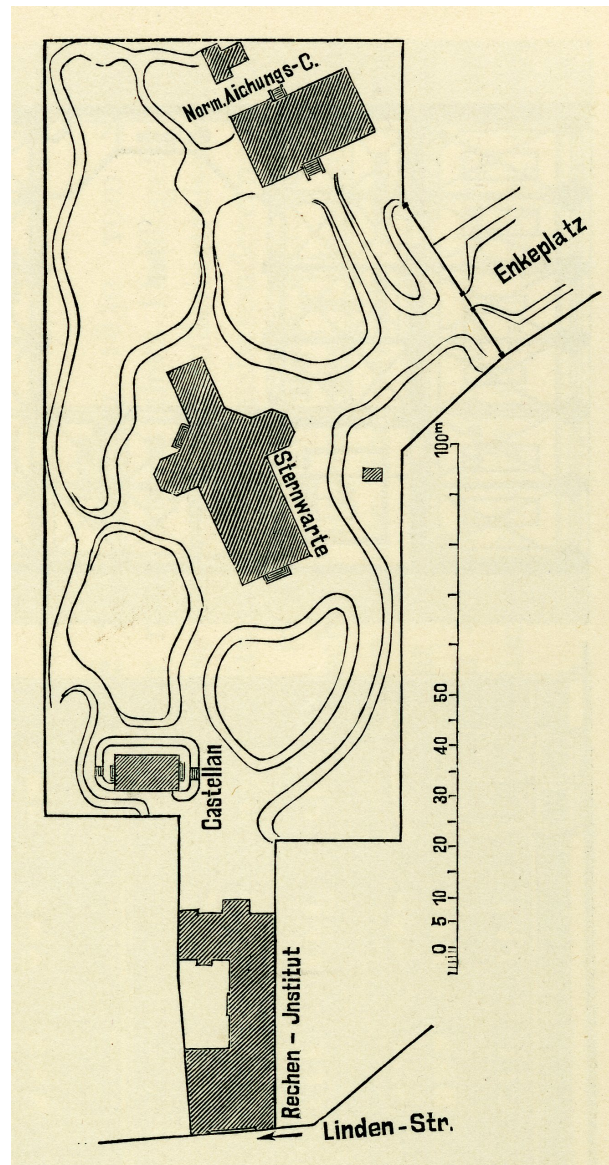 Norm.Aichungs-C.
Enkeplatz
Sternwarte
100m
50
40
30
20
10
5
0
Castellan
Rechen-Jnstitut
Linden-Str.